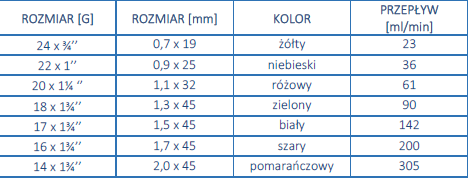 ROZMIAR [G] ROZMIAR [mm] KOLOR PRZEPŁYW [ml/min]
24 x ¾’’ 0,7 x 19 żółty 23
22 x 1’’ 0,9 x 25 niebieski 36
20 x 1¼ ‘’ 1,1 x 32 różowy 61
18 x 1¾’’ 1,3 x 45 zielony 90
17 x 1¾’’ 1,5 x 45 biały 142
16 x 1¾’’ 1,7 x 45 szary 200
14 x 1¾’’ 2,0 x 45 pomarańczowy 305